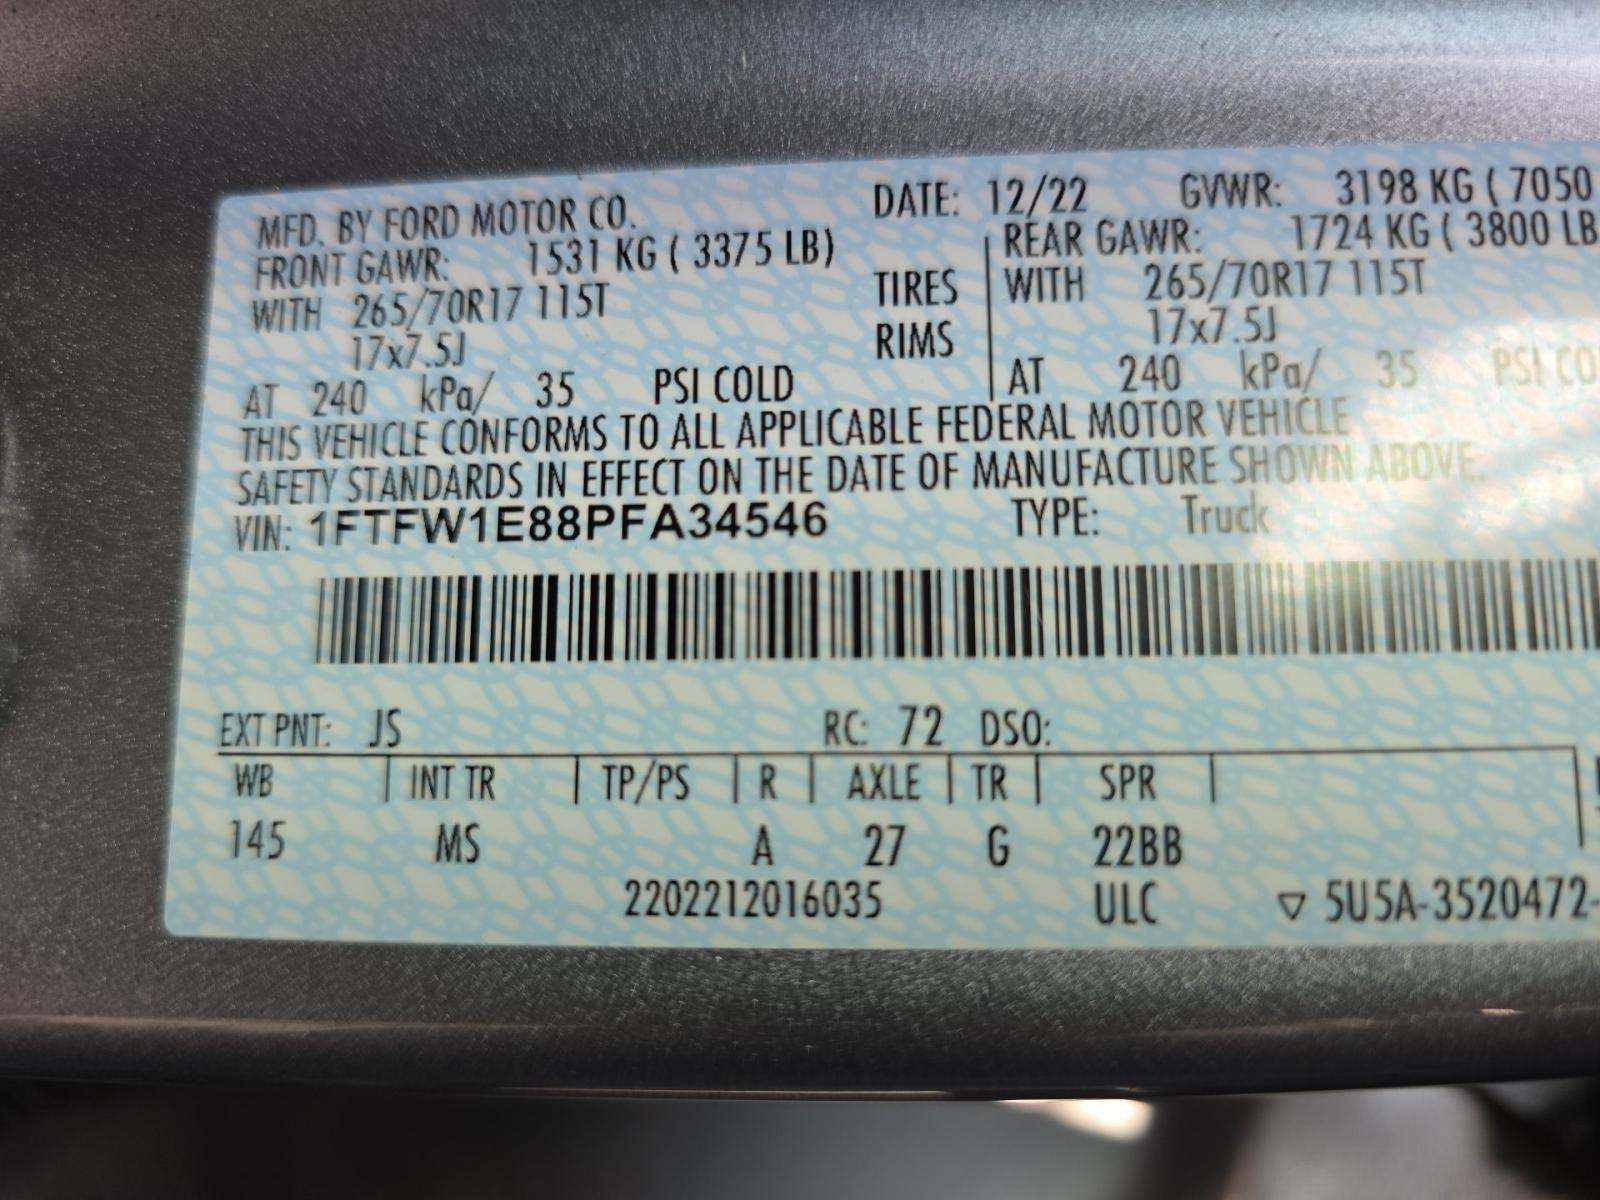 MFD. BY FORD MOTOR CO. DATE: 12/22 GVWR: 3198 KG ( 7050
FRONT GAWR: 1531 KG ( 3375 LB) REAR GAWR: 1724 KG ( 3800 LB
WITH 265/70R17 115T TIRES WITH 265/70R17 115T
17x7.5J RIMS 17x7.5J
AT 240 kPa/ 35 PSI COLD AT 240 kPa/ 35 PSI CO
THIS VEHICLE CONFORMS TO ALL APPLICABLE FEDERAL MOTOR VEHICLE
SAFETY STANDARDS IN EFFECT ON THE DATE OF MANUFACTURE SHOWN ABOVE.
VIN: 1FTFW1E88PFA34546 TYPE: Truck
EXT PNT: JS RC: 72 DSO:
WB INT TR TP/PS R AXLE TR SPR
145 MS A 27 G 22BB
2202212016035 ULC ▽ 5U5A-3520472-